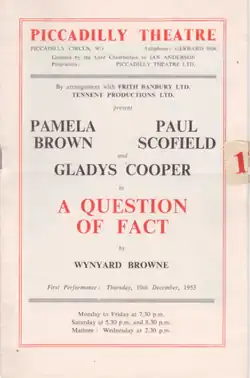 PICCADILLY THEATRE
PICCADILLY CIRCUS, W.1 Telephone: GERRARD
Licensed by the Lord Chamberlain to IAN ANDERSON
Proprietors: PICCADILLY THEATRE LTD.
By arrangement with FRITH BANBURY LTD.
TENNENT PRODUCTIONS LTD.
present
PAMELA BROWN PAUL SCOFIELD
and
GLADYS COOPER
in
A QUESTION
OF FACT
by
WYNYARD BROWNE
First Performance: Thursday, 10th December, 1953
Monday to Friday at 7.30 p.m.
Saturday at 5.30 p.m. and 8.30 p.m.
Matinee: Wednesday at 2.30 p.m.
1